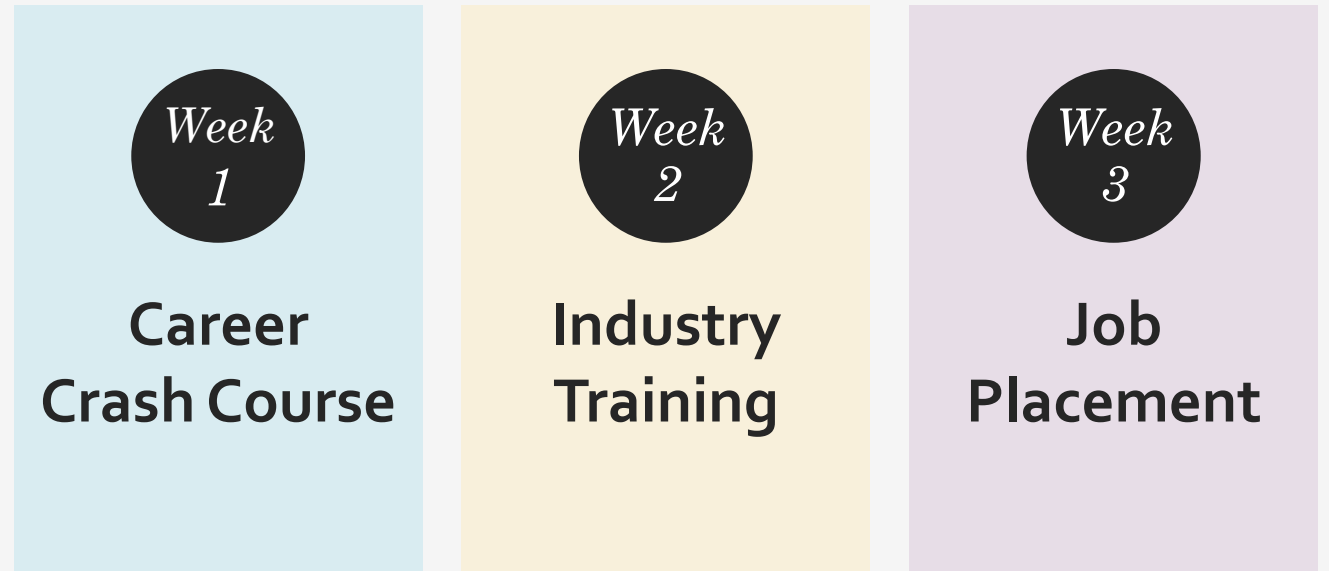 Week
1
Career
Crash Course
Week
2
Industry
Training
Week
3
Job
Placement